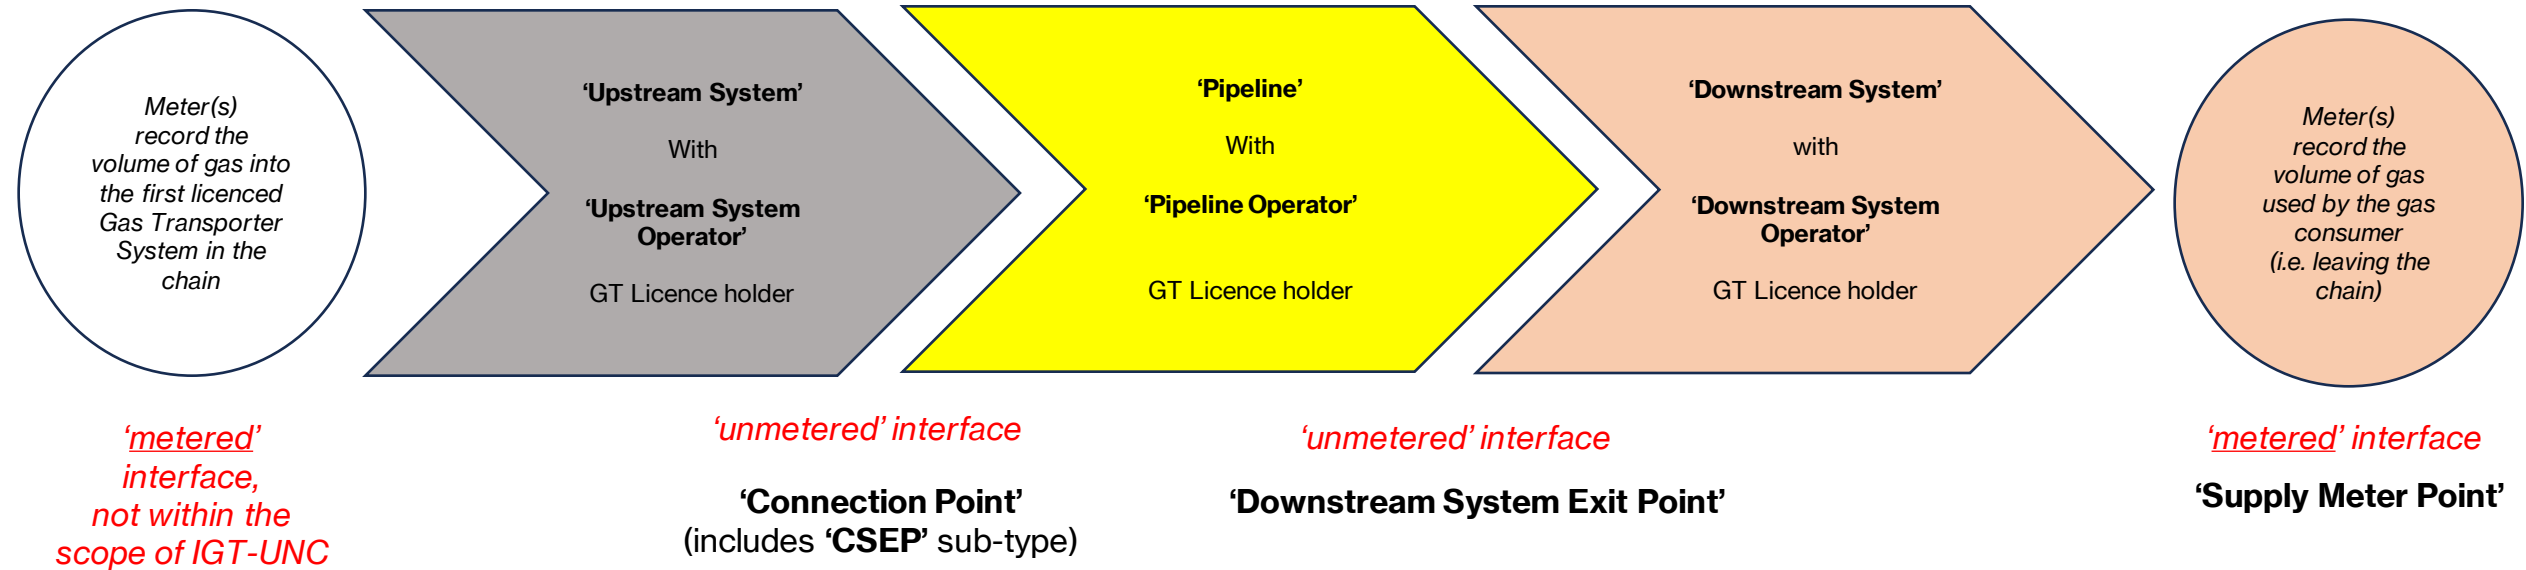 Meter(s)
record the
volume of gas into
the first licenced
Gas Transporter
System in the
chain
‘Upstream System’
With
‘Upstream System
Operator’
GT Licence holder
‘Pipeline’
With
‘Pipeline Operator’
GT Licence holder
‘Downstream System’
with
‘Downstream System
Operator’
GT Licence holder
Meter(s)
record the
volume of gas
used by the gas
consumer
(i.e. leaving the
chain)
‘metered’
interface,
not within the
scope of IGT-UNC
‘unmetered’ interface
‘Connection Point’
(includes ‘CSEP’ sub-type)
‘unmetered’ interface
‘Downstream System Exit Point’
‘metered’ interface
‘Supply Meter Point’